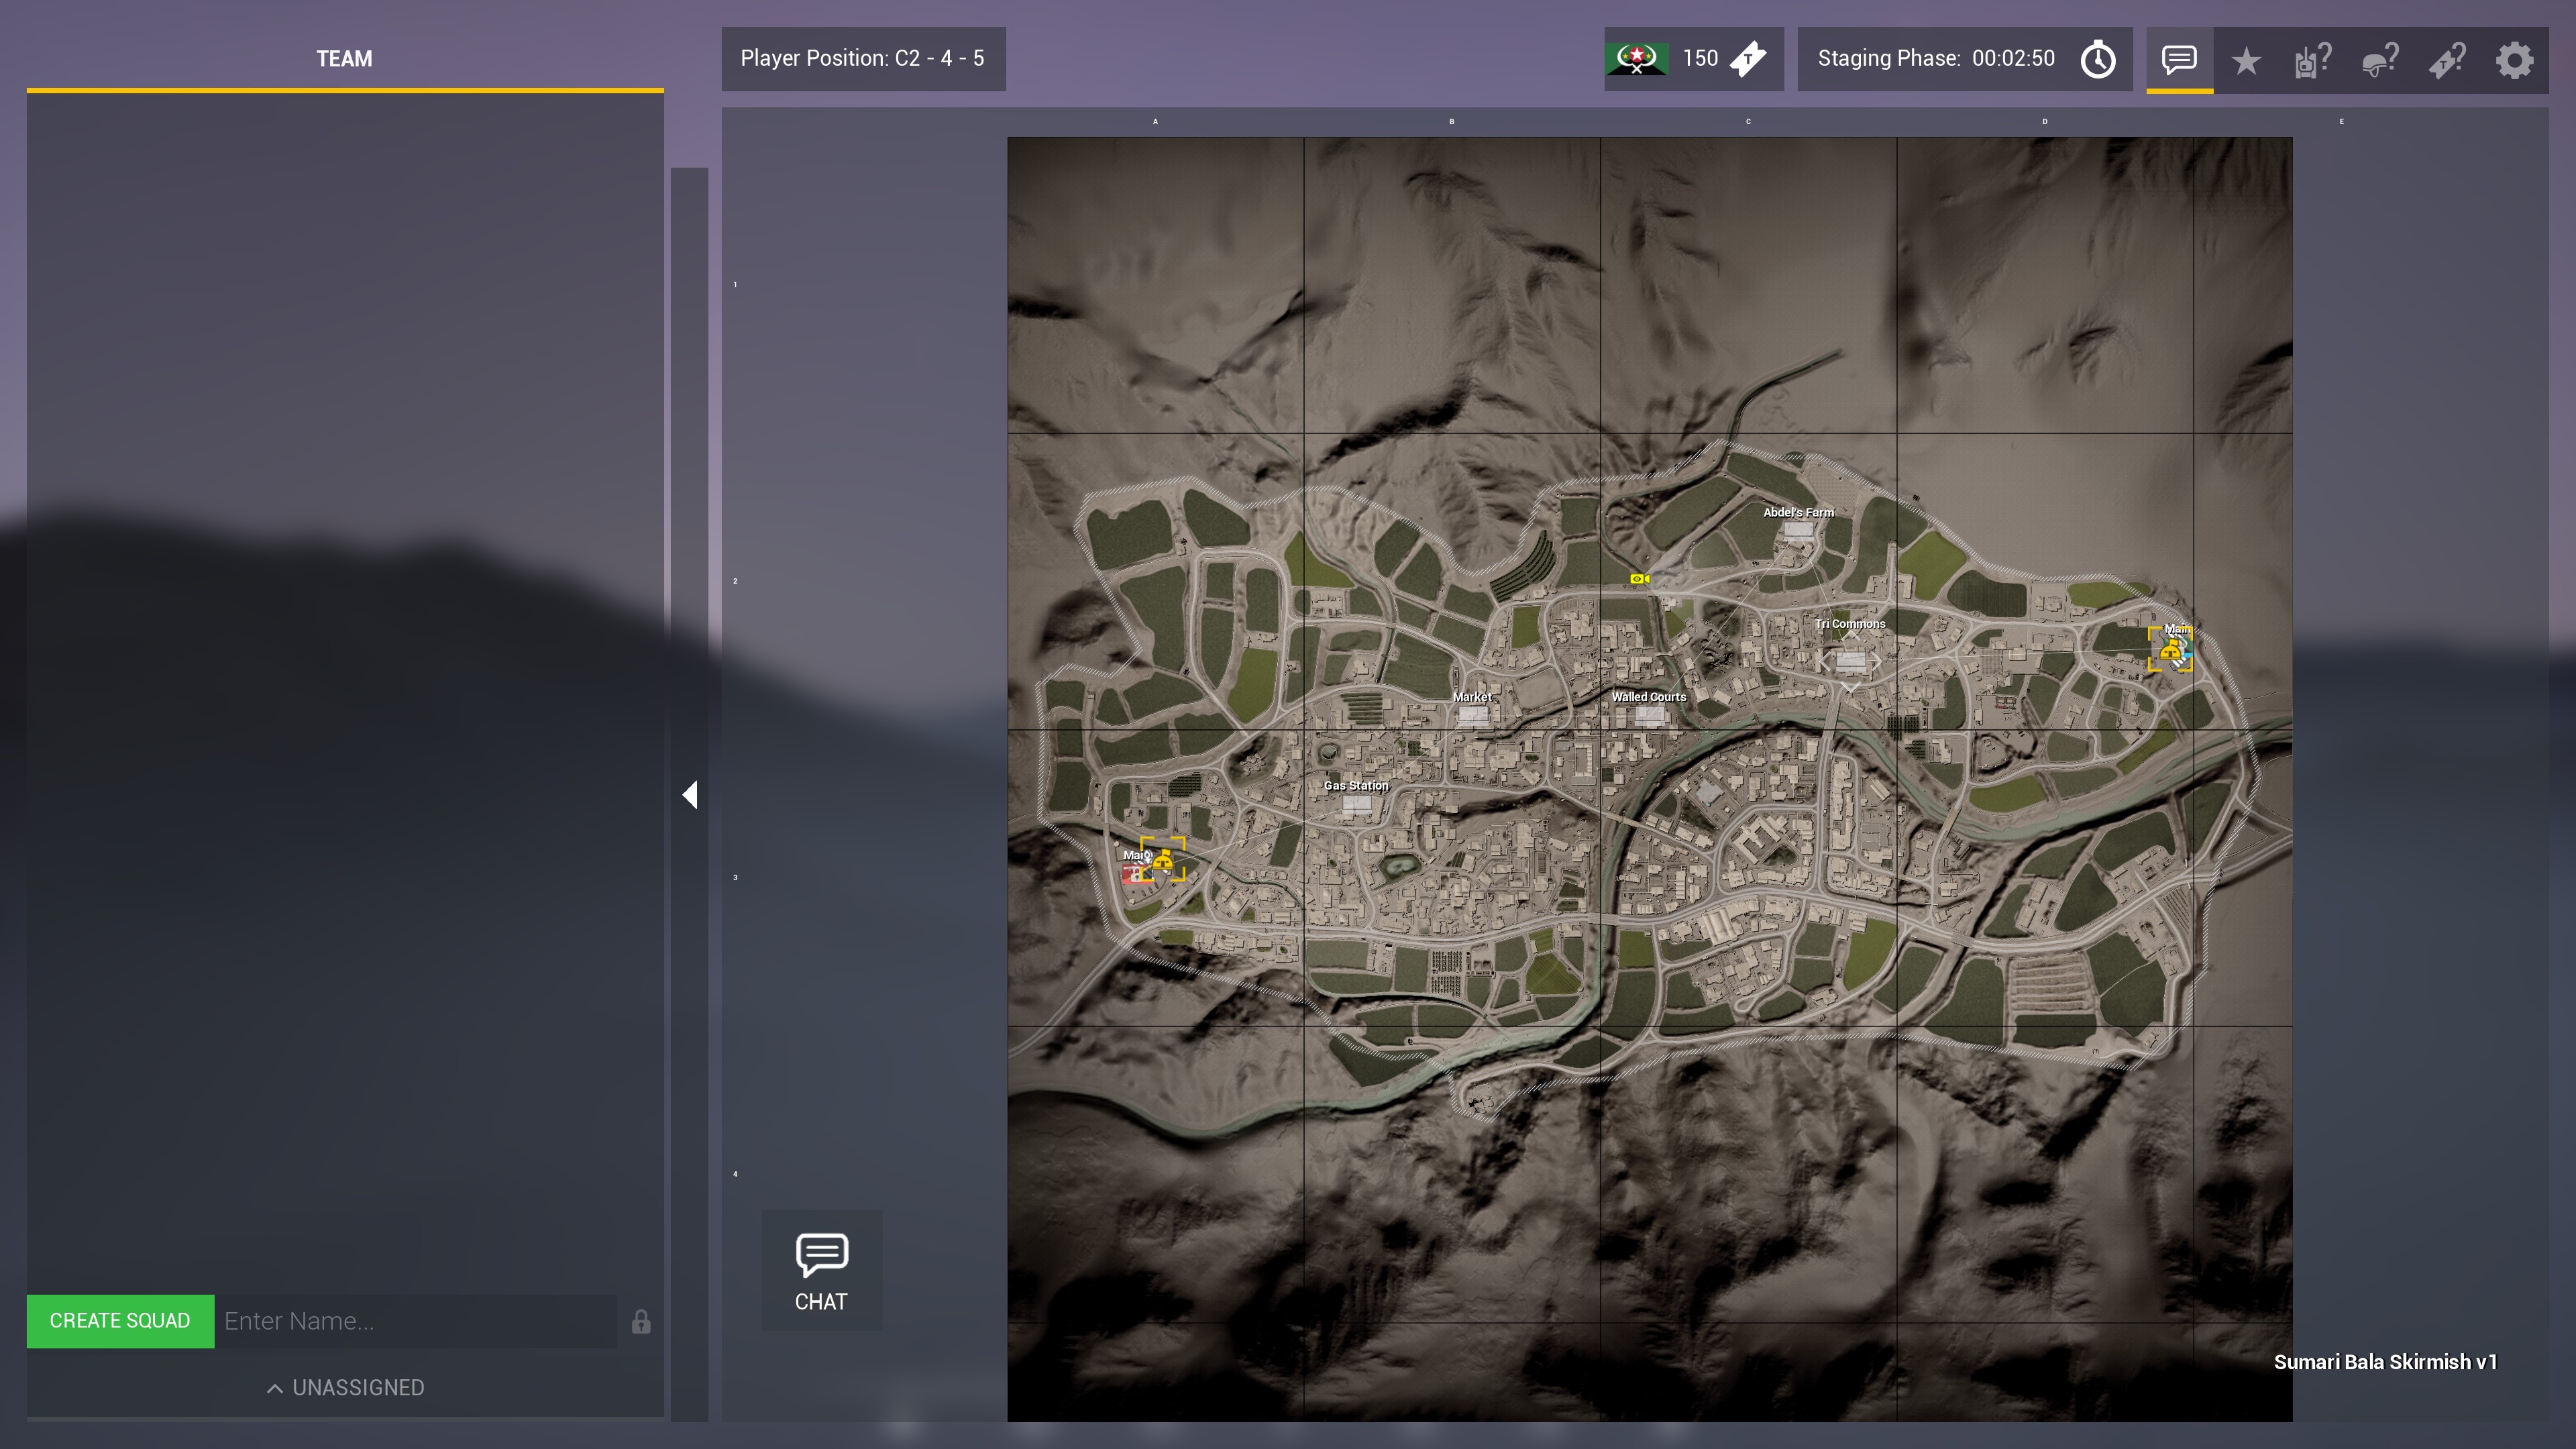 TEAM
Player Position: C2 - 4 - 5
150
T
Staging Phase: 00:02:50
?
?
T?
A
B
C
D
E
1
2
3
4
Abdel's Farm
Tri Commons
Main
Market
Walled Courts
Gas Station
Main
CHAT
CREATE SQUAD
Enter Name...
UNASSIGNED
Sumari Bala Skirmish v1